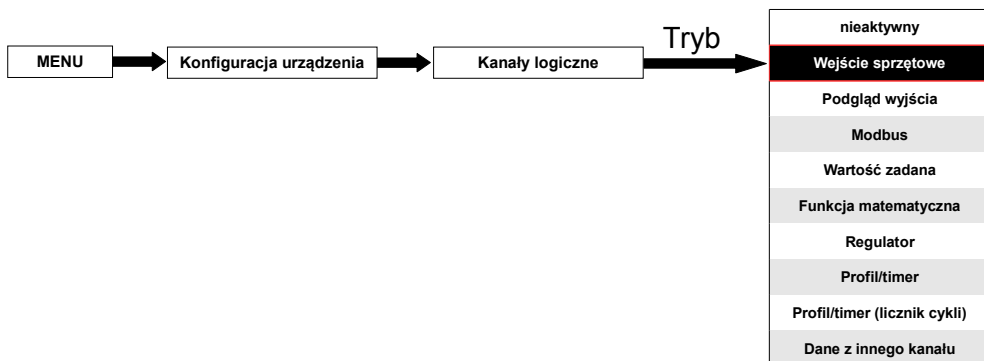 MENU
Konfiguracja urządzenia
Kanały logiczne
Tryb
nieaktywny
Wejście sprzętowe
Podgląd wyjścia
Modbus
Wartość zadana
Funkcja matematyczna
Regulator
Profil/timer
Profil/timer (licznik cykli)
Dane z innego kanału